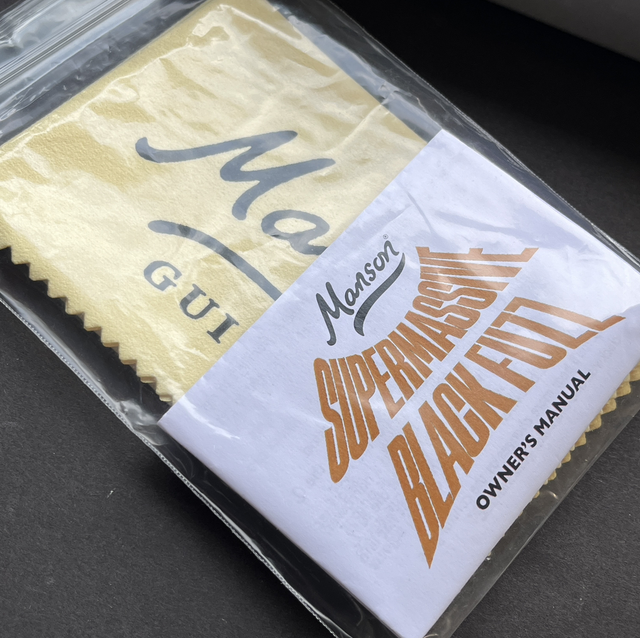 Ma
GUI
Manson®
SUPERMASSIVE
BLACK FUZZ
OWNER'S MANUAL